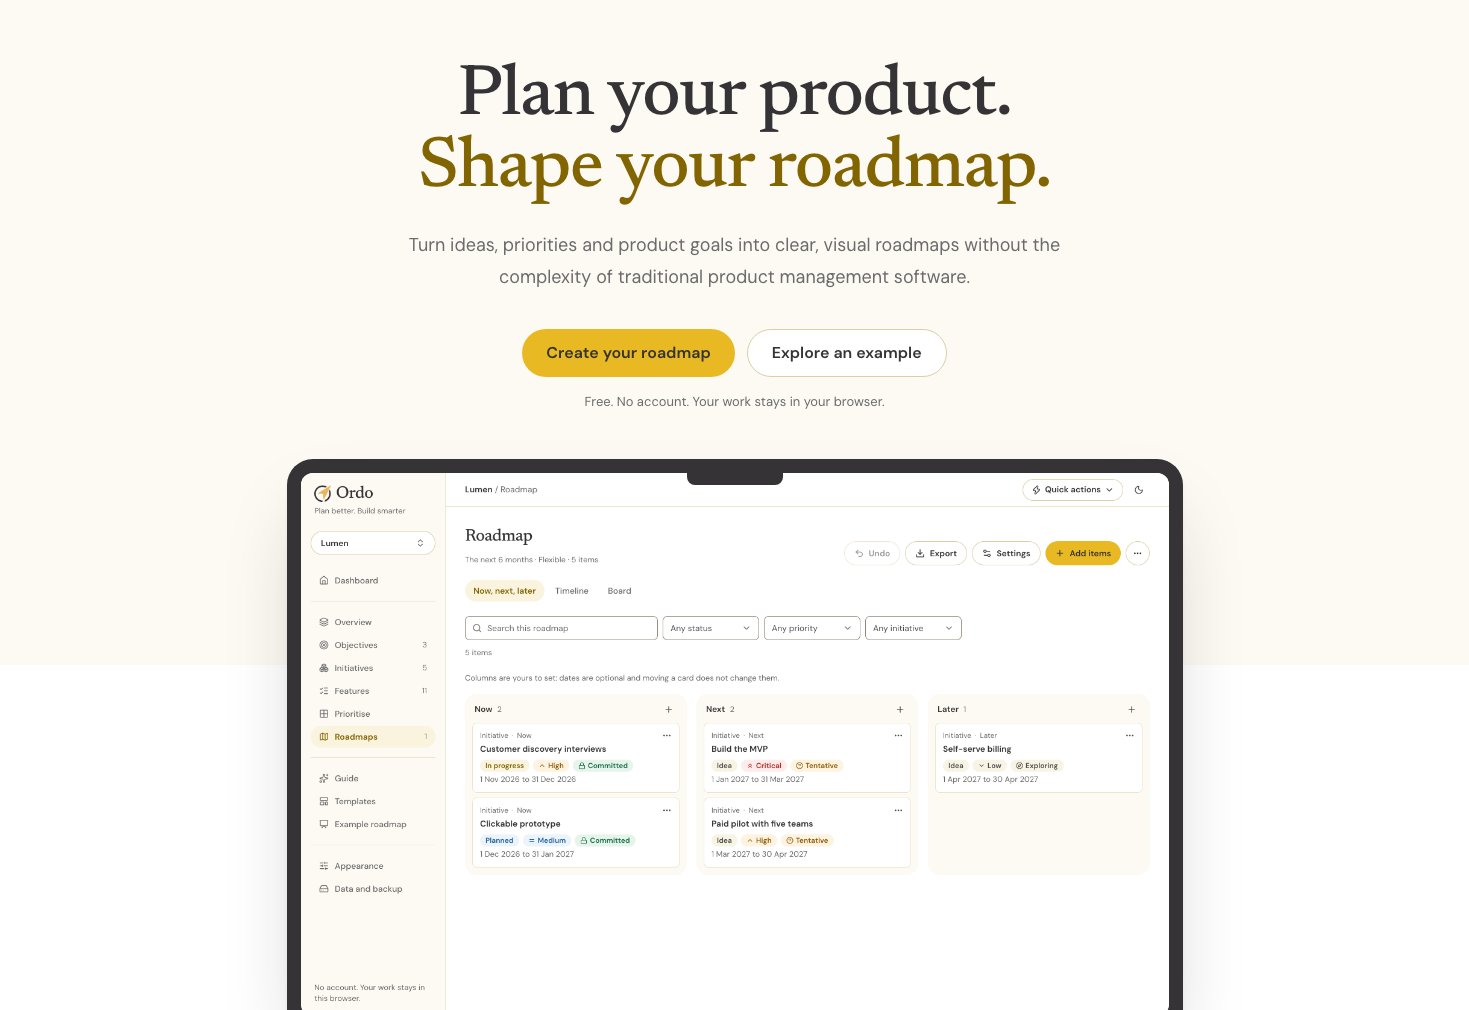 Plan your product.
Shape your roadmap.
Turn ideas, priorities and product goals into clear, visual roadmaps without the
complexity of traditional product management software.
Create your roadmap
Explore an example
Free. No account. Your work stays in your browser.
Ordo
Plan better. Build smarter
Lumen
Dashboard
Overview
Objectives 3
Initiatives 5
Features 11
Prioritise
Roadmaps 1
Guide
Templates
Example roadmap
Appearance
Data and backup
No account. Your work stays in
this browser.
Lumen / Roadmap
Quick actions
Roadmap
The next 6 months · Flexible · 5 items
Undo
Export
Settings
+ Add items
Now, next, later
Timeline
Board
Search this roadmap
Any status
Any priority
Any initiative
5 items
Columns are yours to set: dates are optional and moving a card does not change them.
Now 2
Initiative · Now
Customer discovery interviews
In progress High Committed
1 Nov 2026 to 31 Dec 2026
Initiative · Now
Clickable prototype
Planned Medium Committed
1 Dec 2026 to 31 Jan 2027
Next 2
Initiative · Next
Build the MVP
Idea Critical Tentative
1 Jan 2027 to 31 Mar 2027
Initiative · Next
Paid pilot with five teams
Idea High Tentative
1 Mar 2027 to 30 Apr 2027
Later 1
Initiative · Later
Self-serve billing
Idea Low Exploring
1 Apr 2027 to 30 Apr 2027